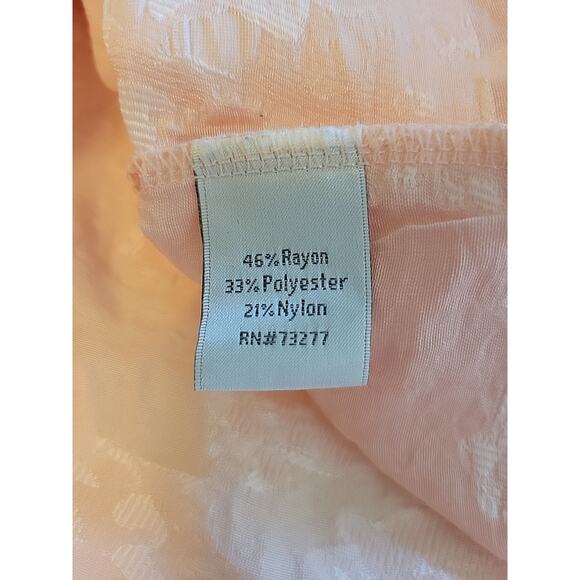 46% Rayon
33% Polyester
21% Nylon
RN#73277